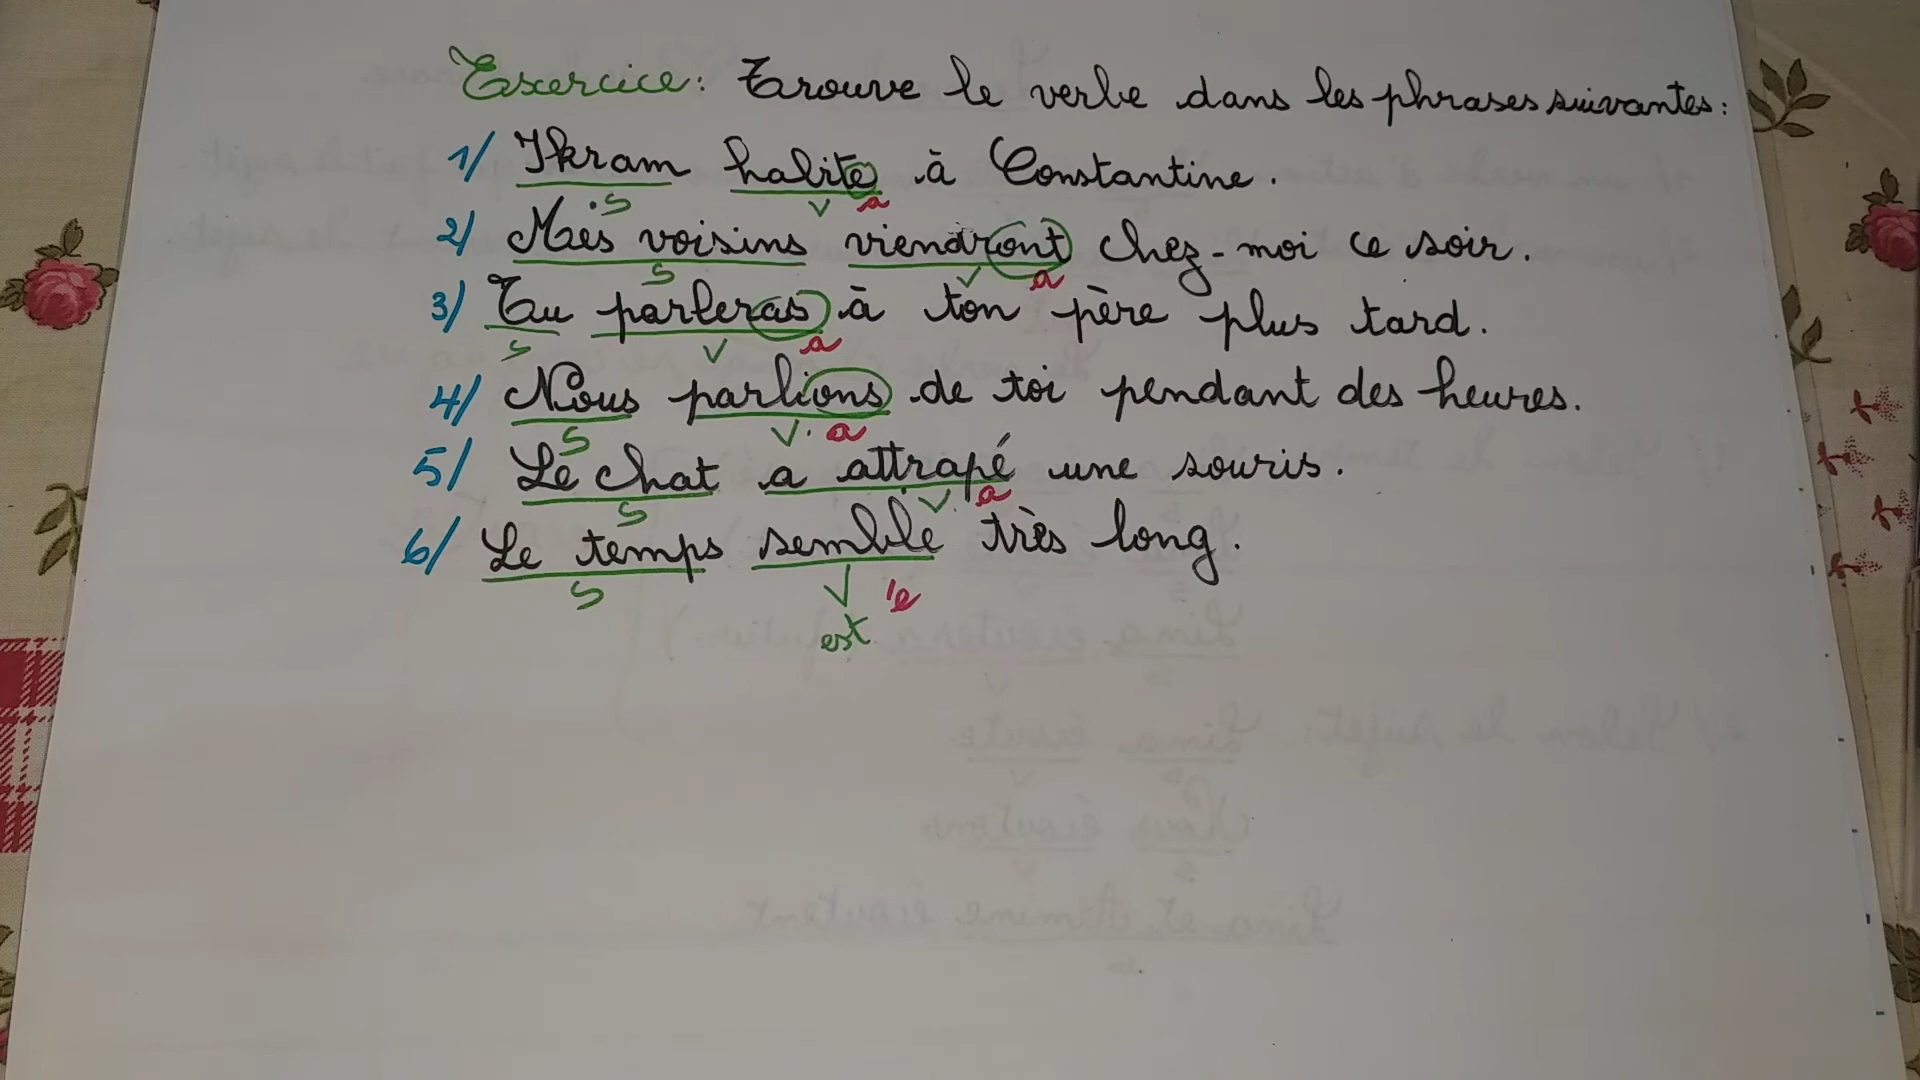 Exercice: Trouve le verbe dans les phrases suivantes:
1/ Ikram habite à Constantine.
S V a
2/ Mes voisins viendront chez-moi ce soir.
S V a
3/ Tu parleras à ton père plus tard.
S V a
4/ Nous parlions de toi pendant des heures.
S V a
5/ Le chat a attrapé une souris.
S V a
6/ Le temps semble très long.
S V e
est